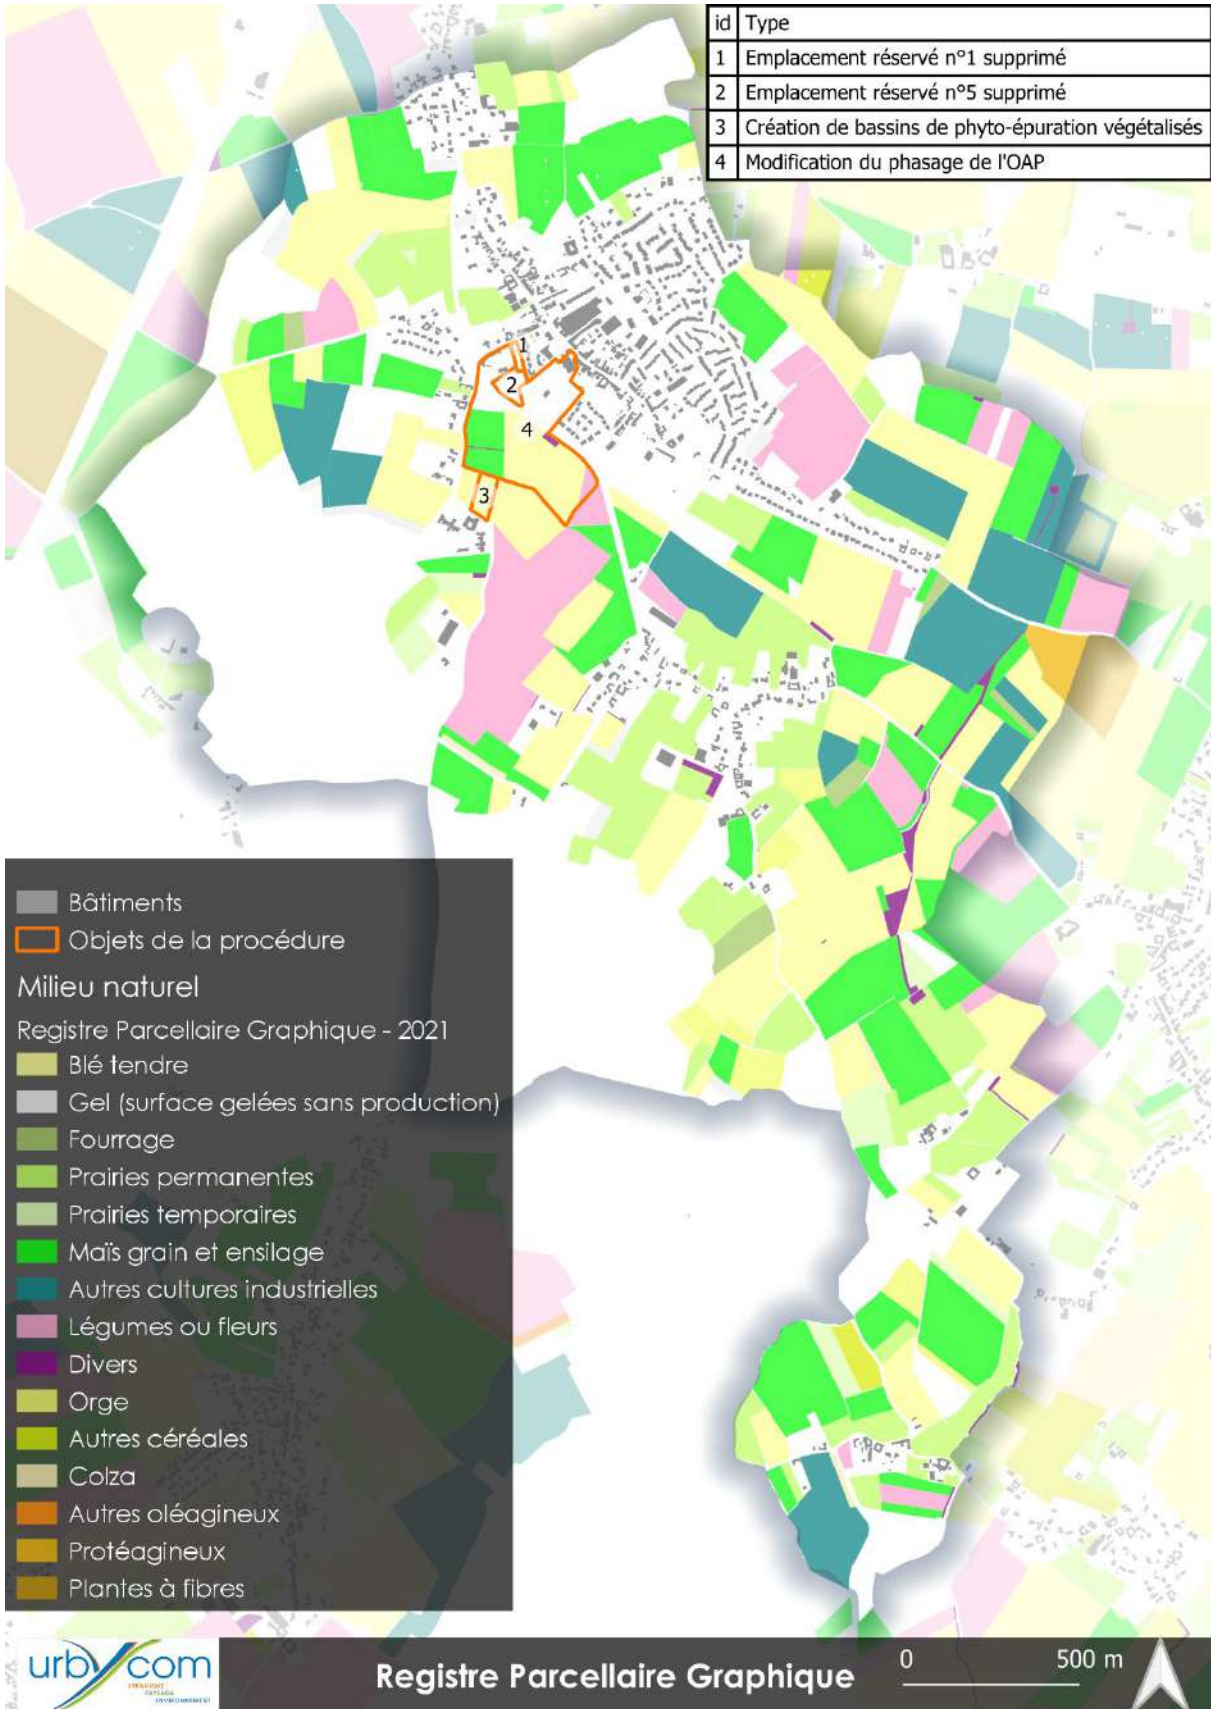 id Type
1 Emplacement réservé n°1 supprimé
2 Emplacement réservé n°5 supprimé
3 Création de bassins de phyto-épuration végétalisés
4 Modification du phasage de l'OAP
1
2
4
3
Bâtiments
Objets de la procédure
Milieu naturel
Registre Parcellaire Graphique - 2021
Blé tendre
Gel (surface gelées sans production)
Fourrage
Prairies permanentes
Prairies temporaires
Maïs grain et ensilage
Autres cultures industrielles
Légumes ou fleurs
Divers
Orge
Autres céréales
Colza
Autres oléagineux
Protéagineux
Plantes à fibres
urbycom
URBANISME
PAYSAGE
ENVIRONNEMENT
Registre Parcellaire Graphique
0 500 m